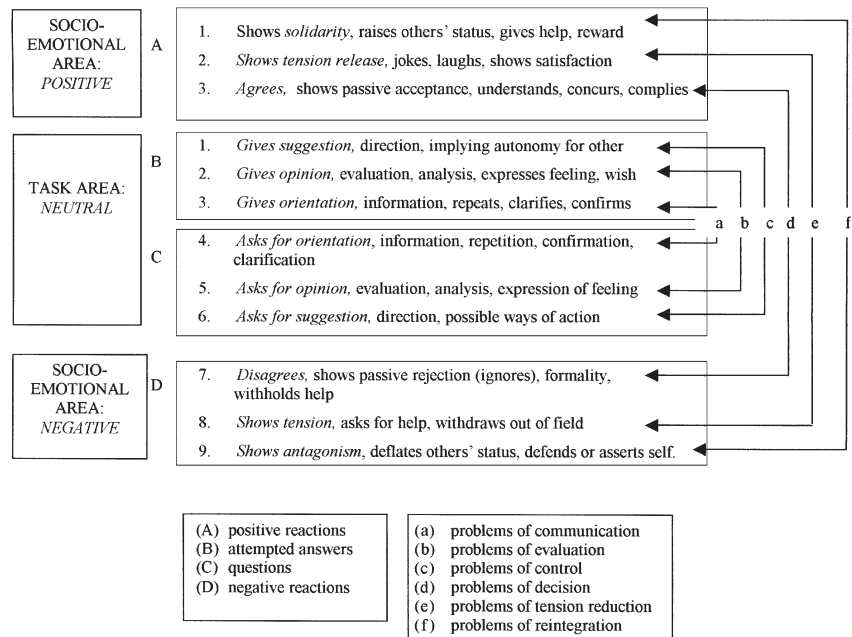 SOCIO-
EMOTIONAL
AREA:
POSITIVE
A
1. Shows solidarity, raises others' status, gives help, reward
2. Shows tension release, jokes, laughs, shows satisfaction
3. Agrees, shows passive acceptance, understands, concurs, complies
TASK AREA:
NEUTRAL
B
1. Gives suggestion, direction, implying autonomy for other
2. Gives opinion, evaluation, analysis, expresses feeling, wish
3. Gives orientation, information, repeats, clarifies, confirms
a b c d e f
C
4. Asks for orientation, information, repetition, confirmation,
clarification
5. Asks for opinion, evaluation, analysis, expression of feeling
6. Asks for suggestion, direction, possible ways of action
SOCIO-
EMOTIONAL
AREA:
NEGATIVE
D
7. Disagrees, shows passive rejection (ignores), formality,
withholds help
8. Shows tension, asks for help, withdraws out of field
9. Shows antagonism, deflates others' status, defends or asserts self.
(A) positive reactions
(B) attempted answers
(C) questions
(D) negative reactions
(a) problems of communication
(b) problems of evaluation
(c) problems of control
(d) problems of decision
(e) problems of tension reduction
(f) problems of reintegration